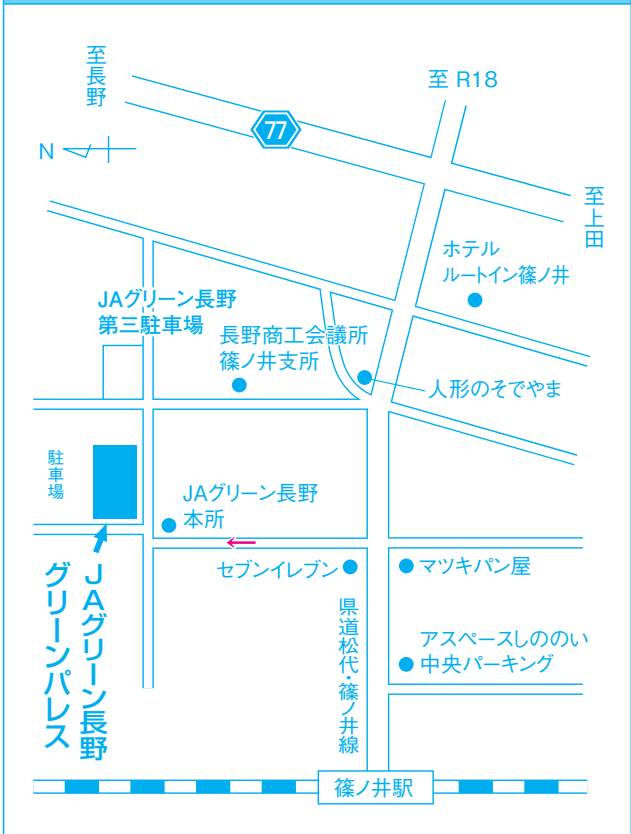 至長野
至 R18
77
N
至上田
ホテル
ルートイン篠ノ井
JAグリーン長野
第三駐車場
長野商工会議所
篠ノ井支所
人形のそでやま
駐車場
JAグリーン長野
本所
セブンイレブン
マツキパン屋
JAグリーン長野
グリーンパレス
県道松代・篠ノ井線
アスペースしののい
中央パーキング
篠ノ井駅